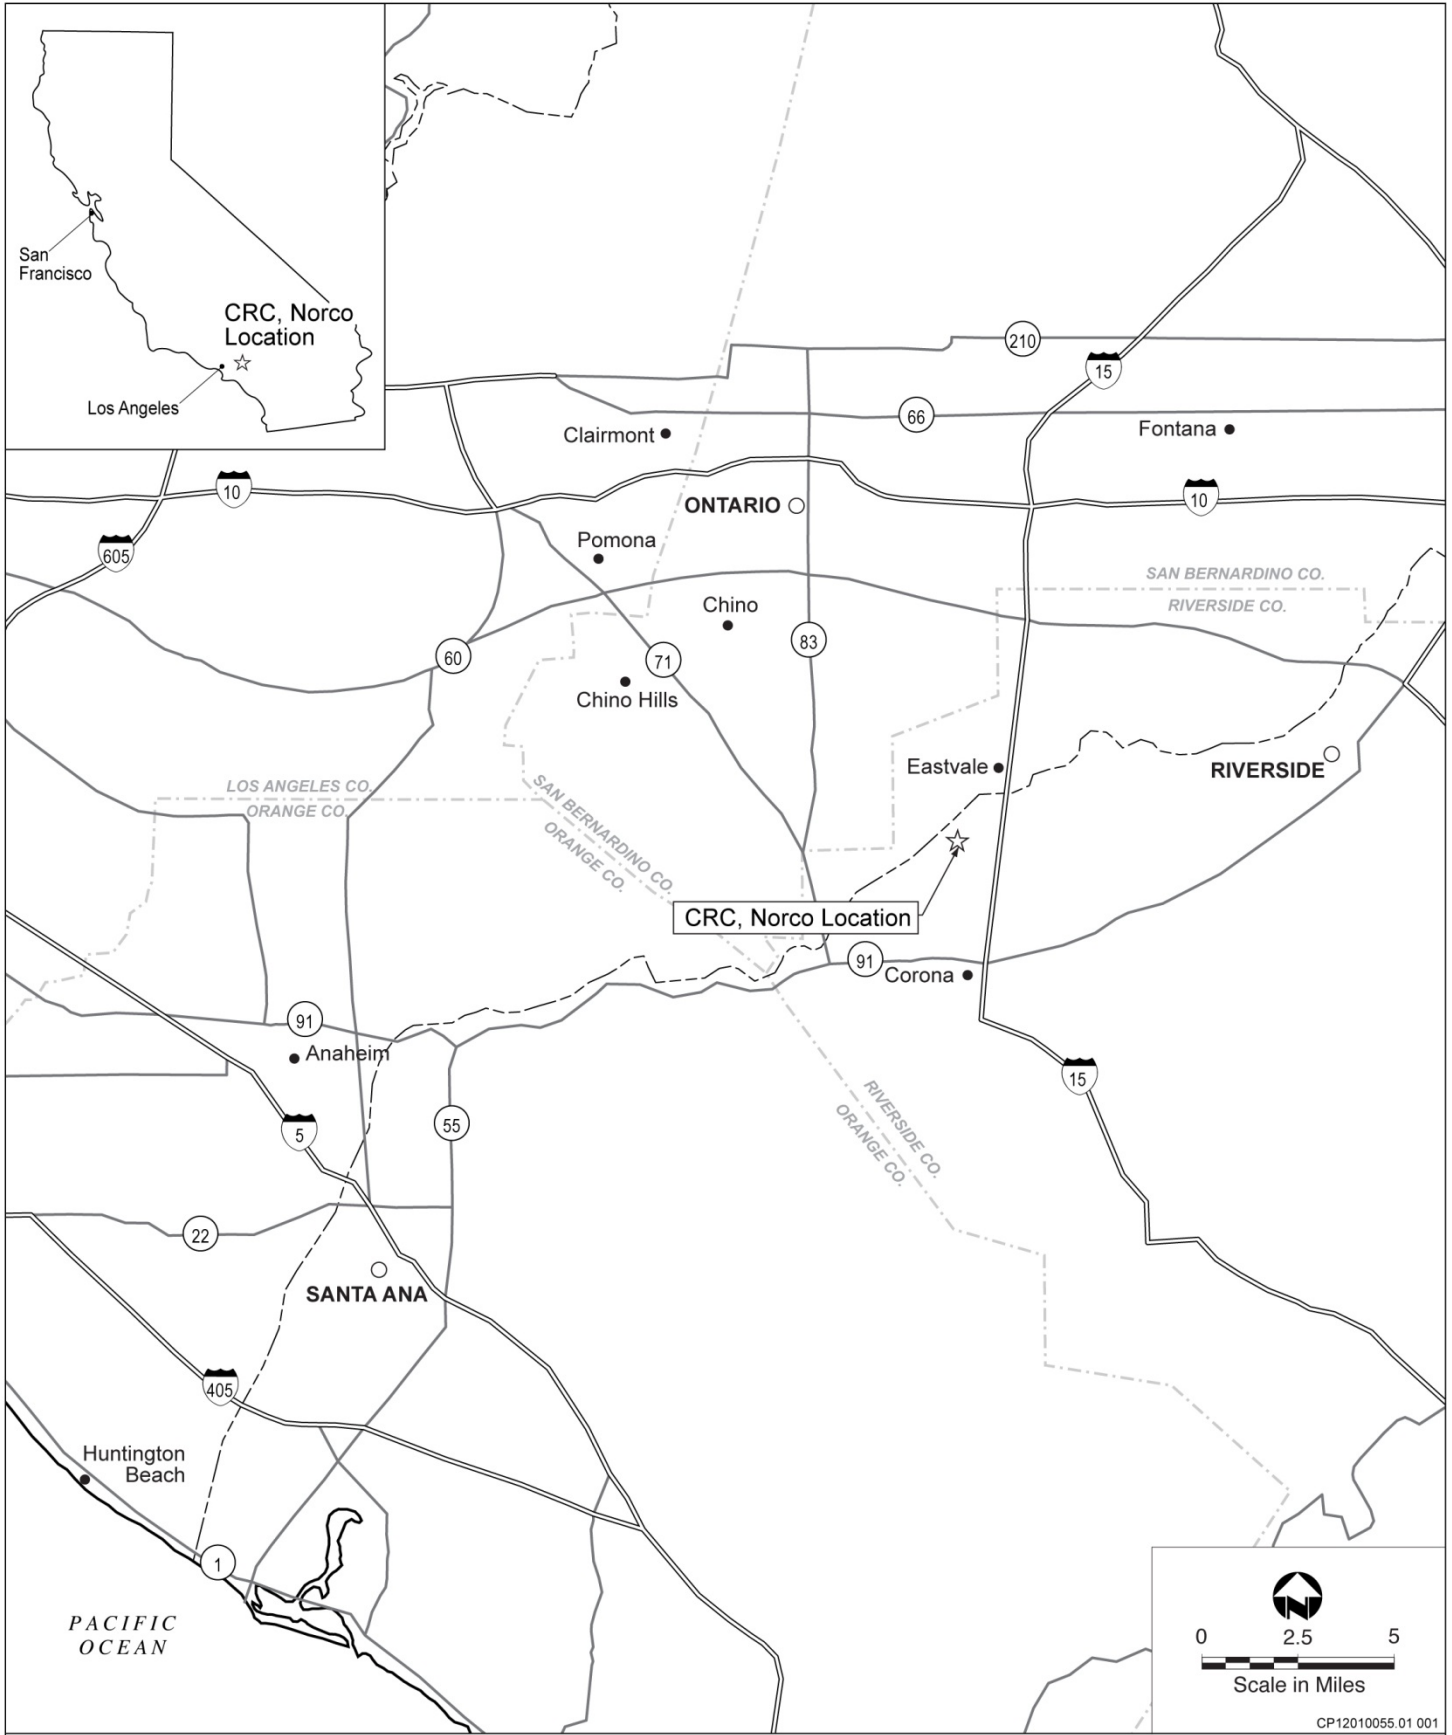 San
Francisco
CRC, Norco
Location
Los Angeles
210
15
66
Clairmont
Fontana
10
ONTARIO
10
605
Pomona
SAN BERNARDINO CO.
RIVERSIDE CO.
Chino
83
60
71
Chino Hills
Eastvale
RIVERSIDE
LOS ANGELES CO.
ORANGE CO.
SAN BERNARDINO CO.
ORANGE CO.
CRC, Norco Location
91
Corona
91
Anaheim
15
5
55
RIVERSIDE CO.
ORANGE CO.
22
SANTA ANA
405
Huntington
Beach
1
PACIFIC
OCEAN
N
0 2.5 5
Scale in Miles
CP12010055.01 001